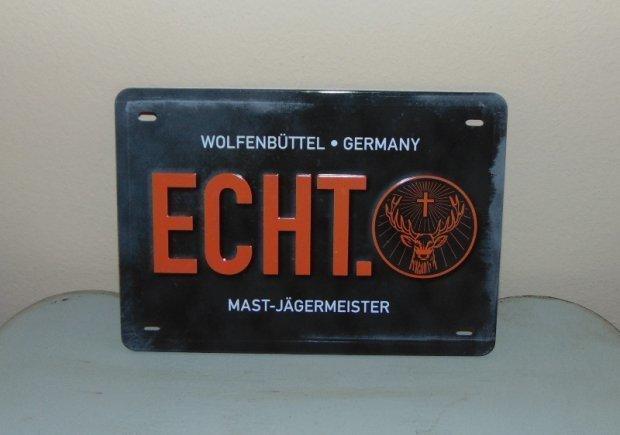 WOLFENBÜTTEL • GERMANY
ECHT.
MAST-JÄGERMEISTER